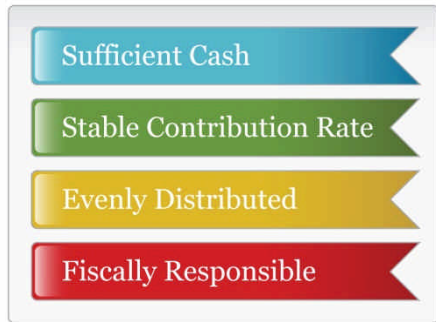 Sufficient Cash
Stable Contribution Rate
Evenly Distributed
Fiscally Responsible